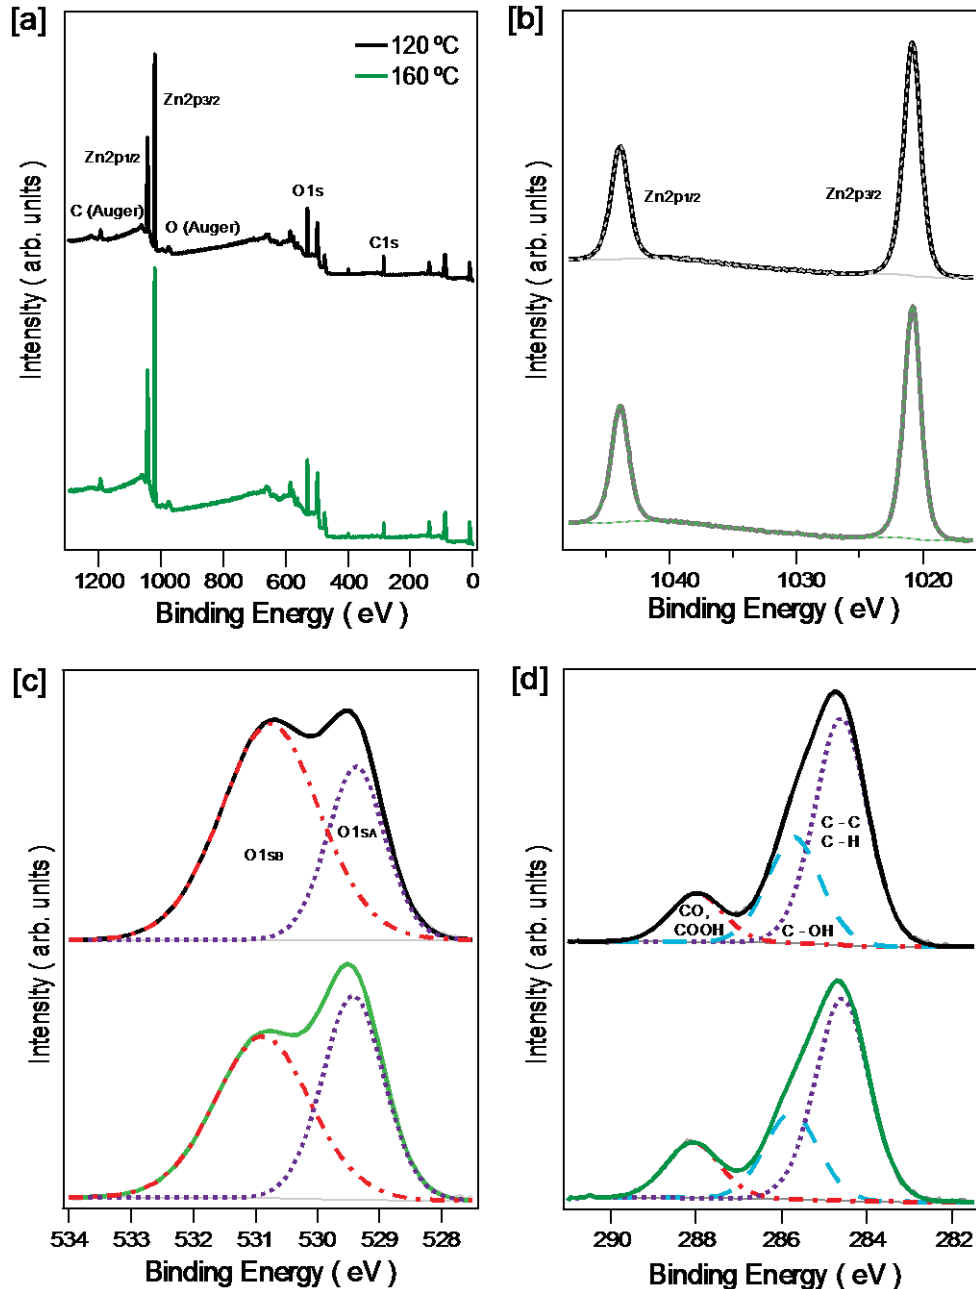 [a]
120 ºC
160 ºC
Zn2p3/2
Zn2p1/2
C (Auger)
O (Auger)
O1s
C1s
Intensity ( arb. units)
1200 1000 800 600 400 200 0
Binding Energy ( eV )
[b]
Zn2p1/2
Zn2p3/2
Intensity ( arb. units)
1040 1030 1020
Binding Energy ( eV )
[c]
O1sB
O1sA
Intensity ( arb. units)
534 533 532 531 530 529 528
Binding Energy ( eV )
[d]
C – C
C – H
CO,
COOH
C – OH
Intensity ( arb. units)
290 288 286 284 282
Binding Energy ( eV )